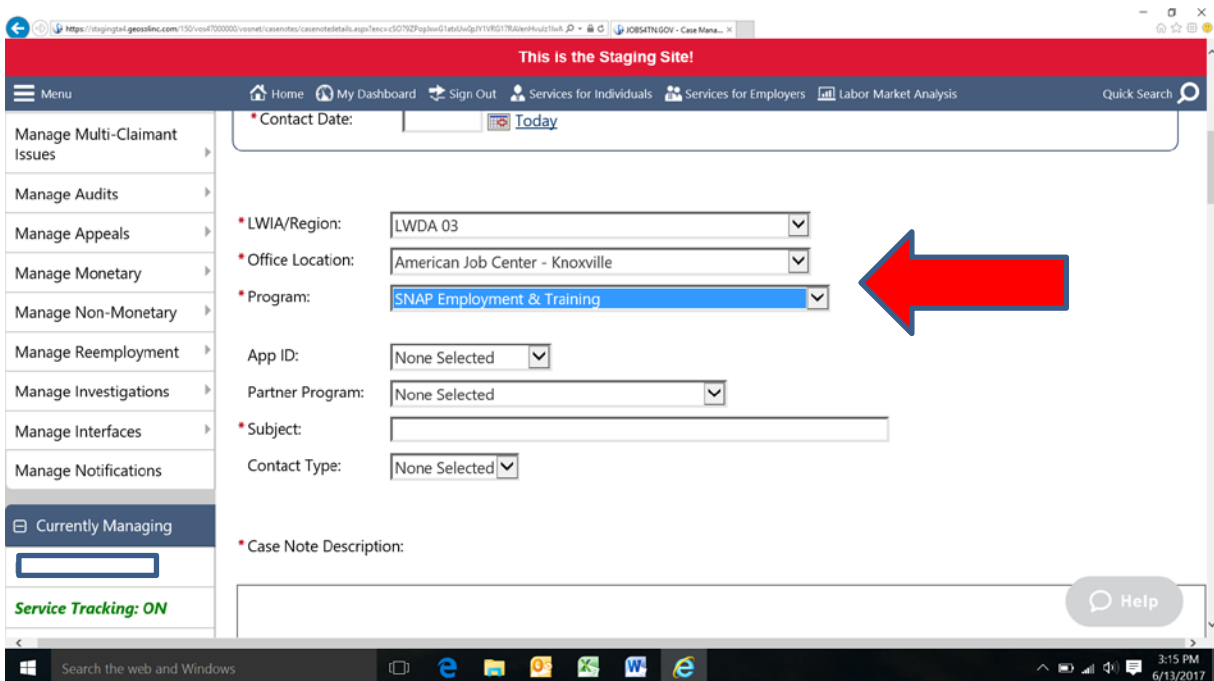 JOBS4TN.GOV - Case Mana...
This is the Staging Site!
Menu
Home
My Dashboard
Sign Out
Services for Individuals
Services for Employers
Labor Market Analysis
Quick Search
Manage Multi-Claimant
Issues
Manage Audits
Manage Appeals
Manage Monetary
Manage Non-Monetary
Manage Reemployment
Manage Investigations
Manage Interfaces
Manage Notifications
Currently Managing
Service Tracking: ON
* Contact Date:
Today
* LWIA/Region:
LWDA 03
* Office Location:
American Job Center - Knoxville
* Program:
SNAP Employment & Training
App ID:
None Selected
Partner Program:
None Selected
* Subject:
Contact Type:
None Selected
* Case Note Description:
Help
Search the web and Windows
3:15 PM
6/13/2017